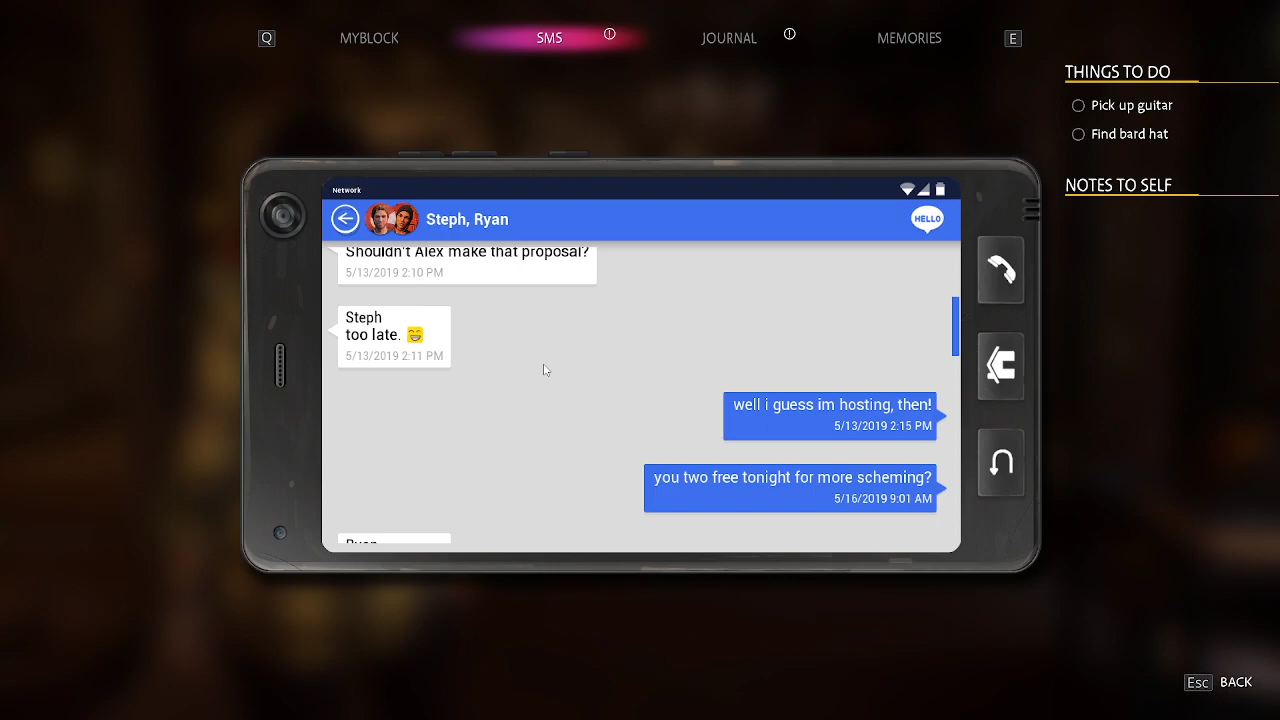 Q
MYBLOCK
SMS
JOURNAL
MEMORIES
E
THINGS TO DO
Pick up guitar
Find bard hat
NOTES TO SELF
Network
Steph, Ryan
HELLO
Shouldn't Alex make that proposal?
5/13/2019 2:10 PM
Steph
too late. 😄
5/13/2019 2:11 PM
well i guess im hosting, then!
5/13/2019 2:15 PM
you two free tonight for more scheming?
5/16/2019 9:01 AM
Ryan
Esc BACK